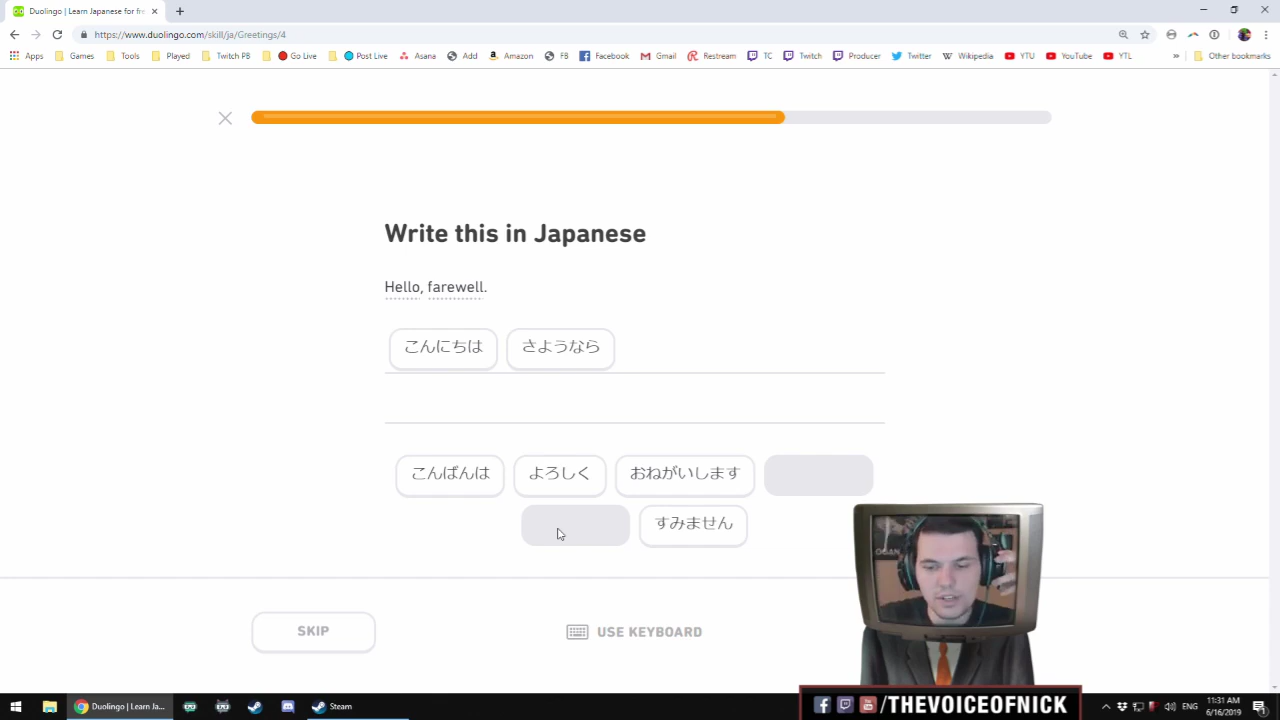 Duolingo | Learn Japanese for fre
https://www.duolingo.com/skill/ja/Greetings/4
Apps Games Tools Played Twitch PB Go Live Post Live Asana Add Amazon FB Facebook Gmail Restream TC Twitch Producer Twitter Wikipedia YTU YouTube YTL » Other bookmarks
Write this in Japanese
Hello, farewell.
こんにちは さようなら
こんばんは よろしく おねがいします
すみません
SKIP USE KEYBOARD
/THEVOICEOFNICK
Duolingo | Learn Ja... Steam ENG 11:31 AM
6/16/2019